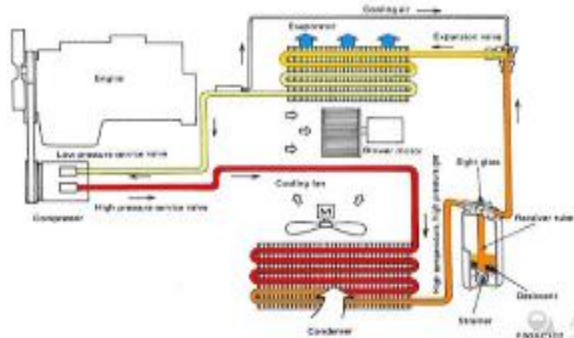 Cooling air
Evaporator
Expansion valve
Engine
Low pressure service valve
Blower motor
Sight glass
Cooling fan
High pressure service valve
Compressor
high temperature, high pressure gas
Receiver tube
M
Desiccant
Strainer
Condenser